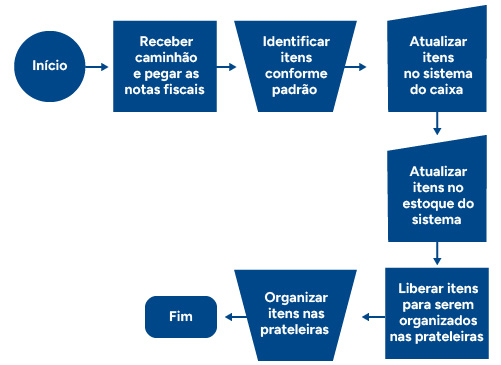 Início
Receber
caminhão
e pegar as
notas fiscais
Identificar
itens
conforme
padrão
Atualizar
itens
no sistema
do caixa
Atualizar
itens no
estoque do
sistema
Liberar itens
para serem
organizados
nas prateleiras
Organizar
itens nas
prateleiras
Fim